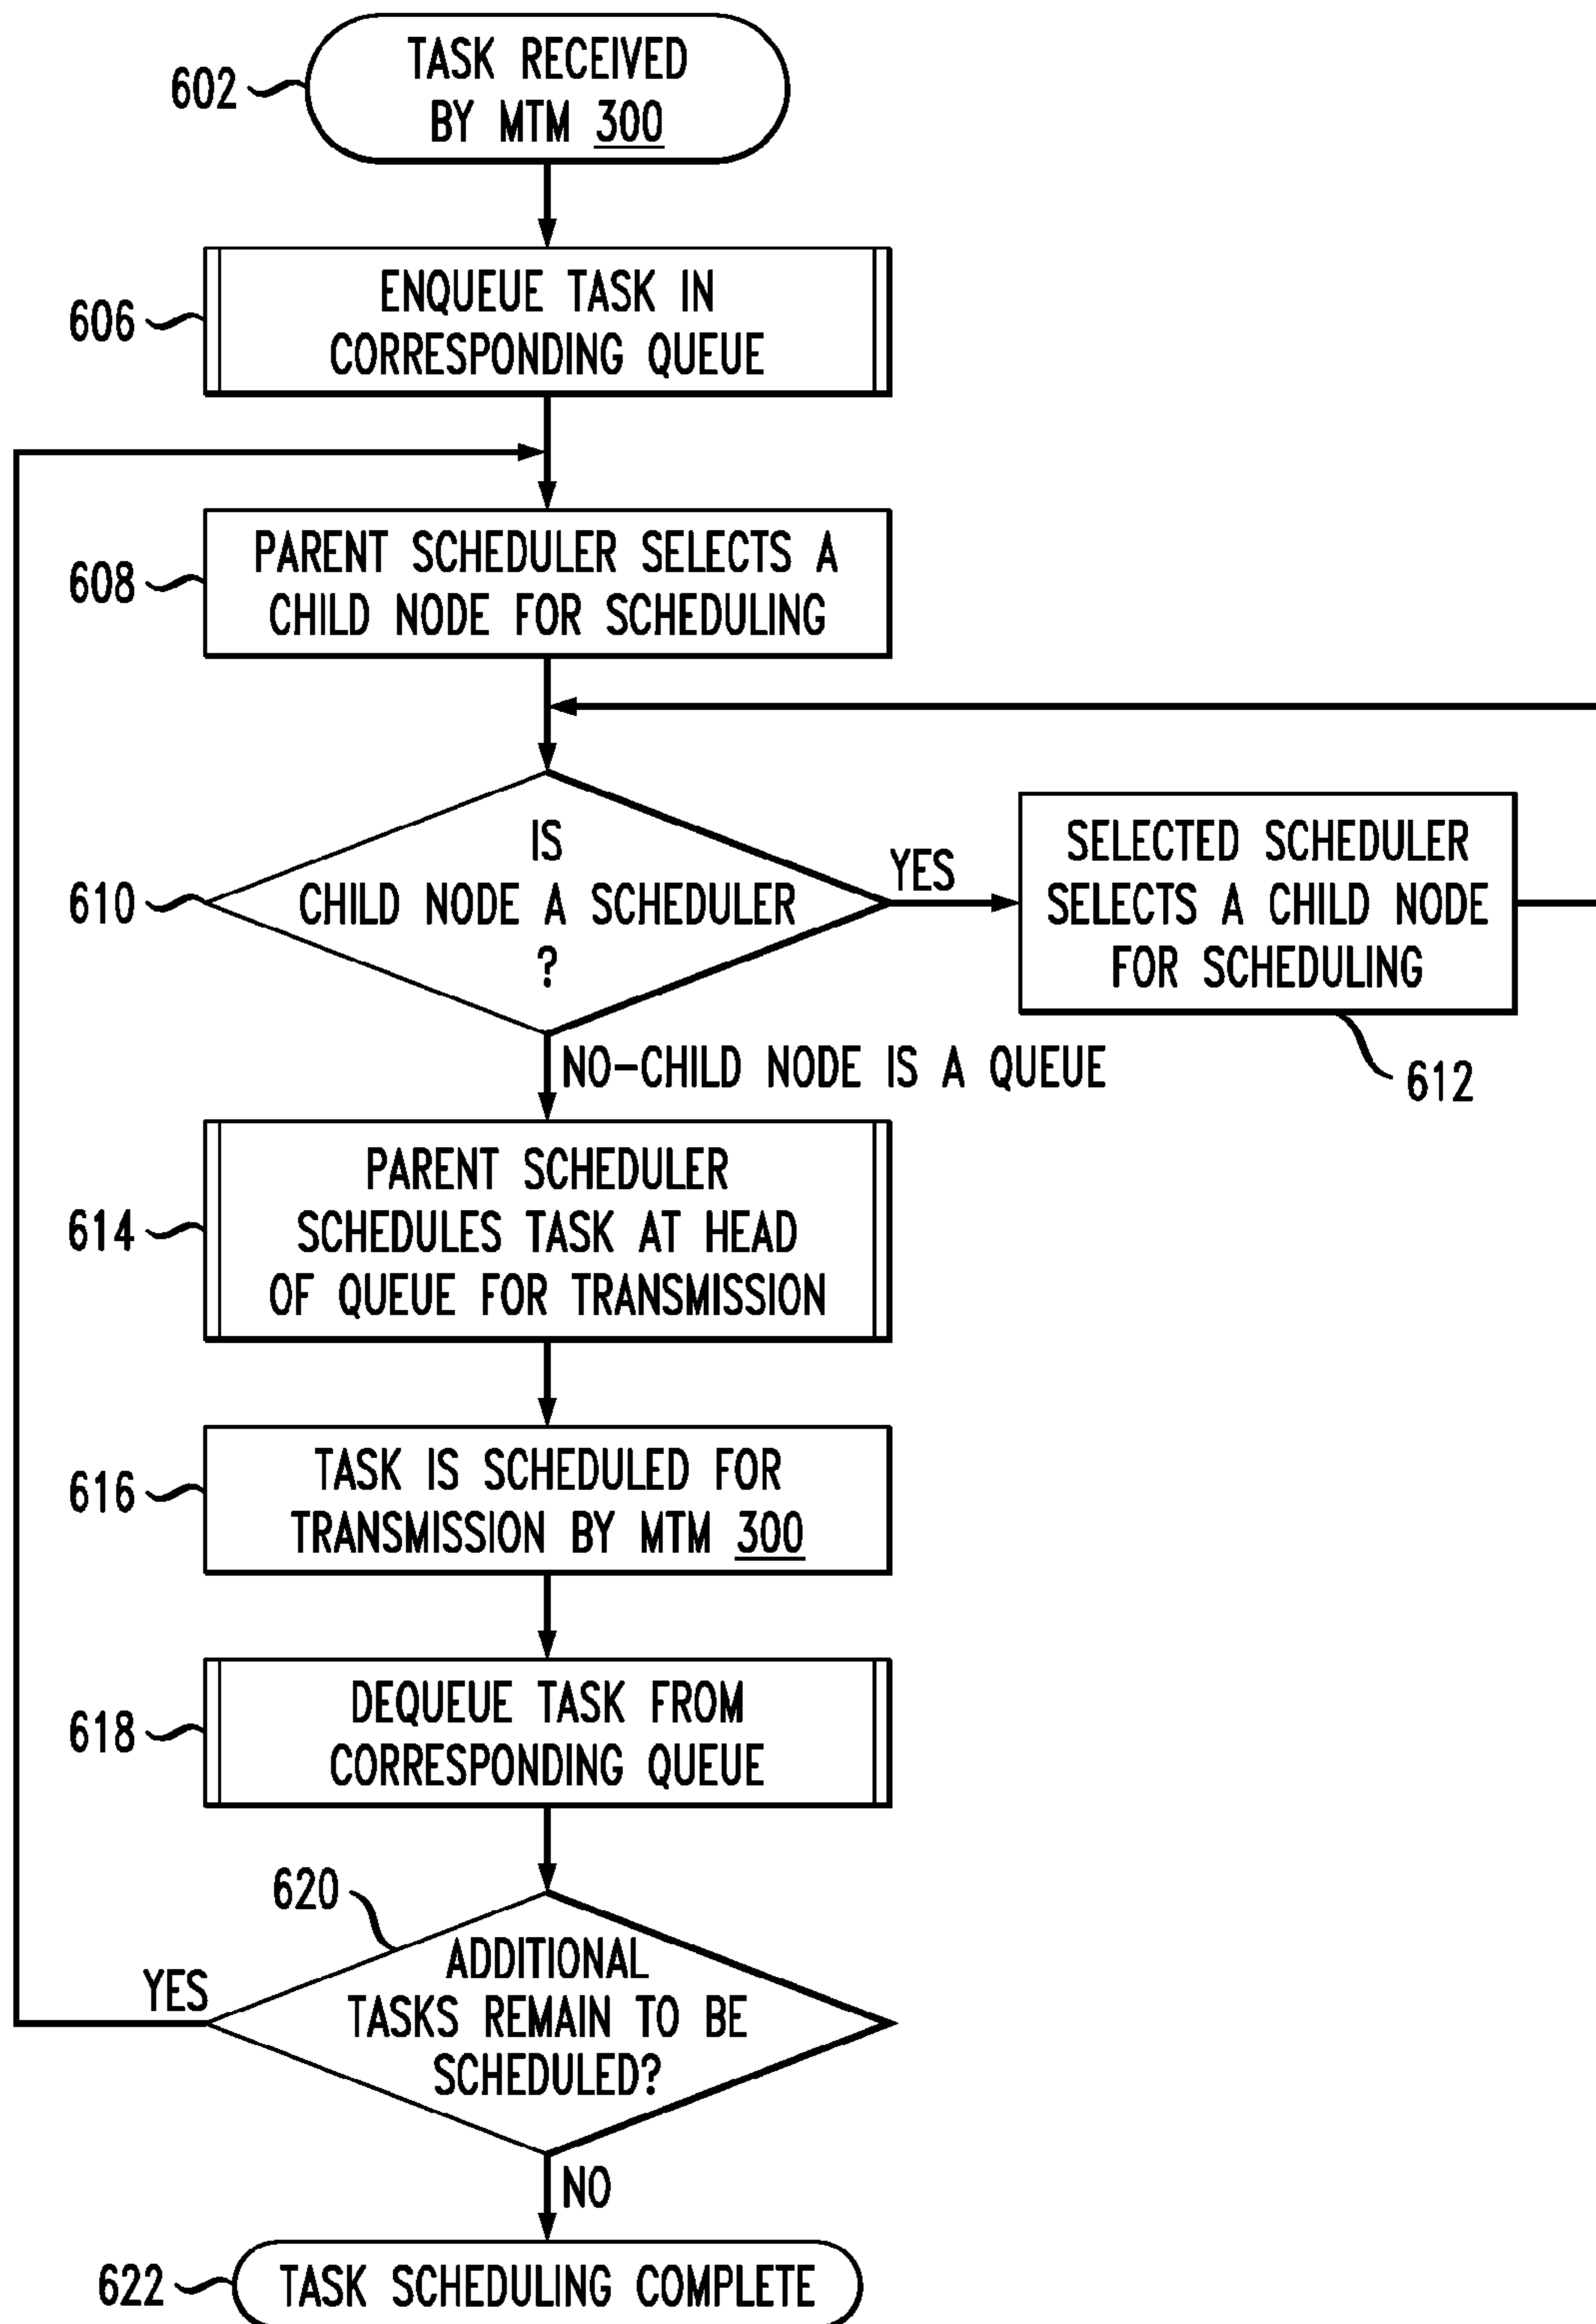 602
TASK RECEIVED
BY MTM 300
606
ENQUEUE TASK IN
CORRESPONDING QUEUE
608
PARENT SCHEDULER SELECTS A
CHILD NODE FOR SCHEDULING
610
IS
CHILD NODE A SCHEDULER
?
YES
SELECTED SCHEDULER
SELECTS A CHILD NODE
FOR SCHEDULING
612
NO-CHILD NODE IS A QUEUE
614
PARENT SCHEDULER
SCHEDULES TASK AT HEAD
OF QUEUE FOR TRANSMISSION
616
TASK IS SCHEDULED FOR
TRANSMISSION BY MTM 300
618
DEQUEUE TASK FROM
CORRESPONDING QUEUE
620
ADDITIONAL
TASKS REMAIN TO BE
SCHEDULED?
YES
NO
622
TASK SCHEDULING COMPLETE